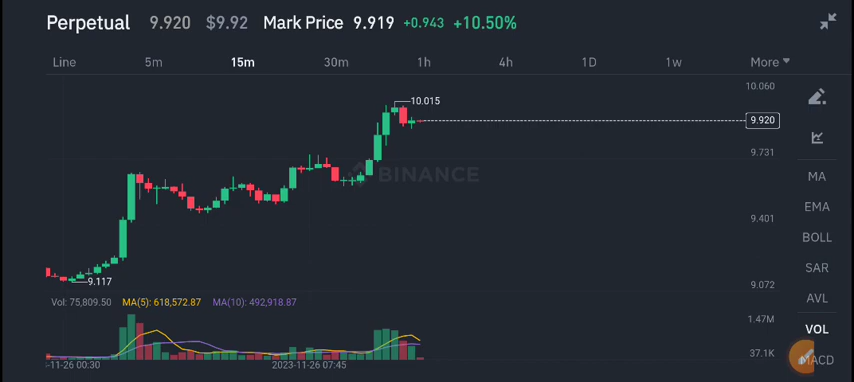 Perpetual 9.920 $9.92 Mark Price 9.919 +0.943 +10.50%
Line 5m 15m 30m 1h 4h 1D 1w More
10.060
10.015
9.920
9.731
MA
BINANCE
EMA
9.401
BOLL
SAR
9.117
9.072
AVL
Vol: 75,809.50 MA(5): 618,572.87 MA(10): 492,918.87
1.47M
VOL
37.1K
MACD
-11-26 00:30 2023-11-26 07:45